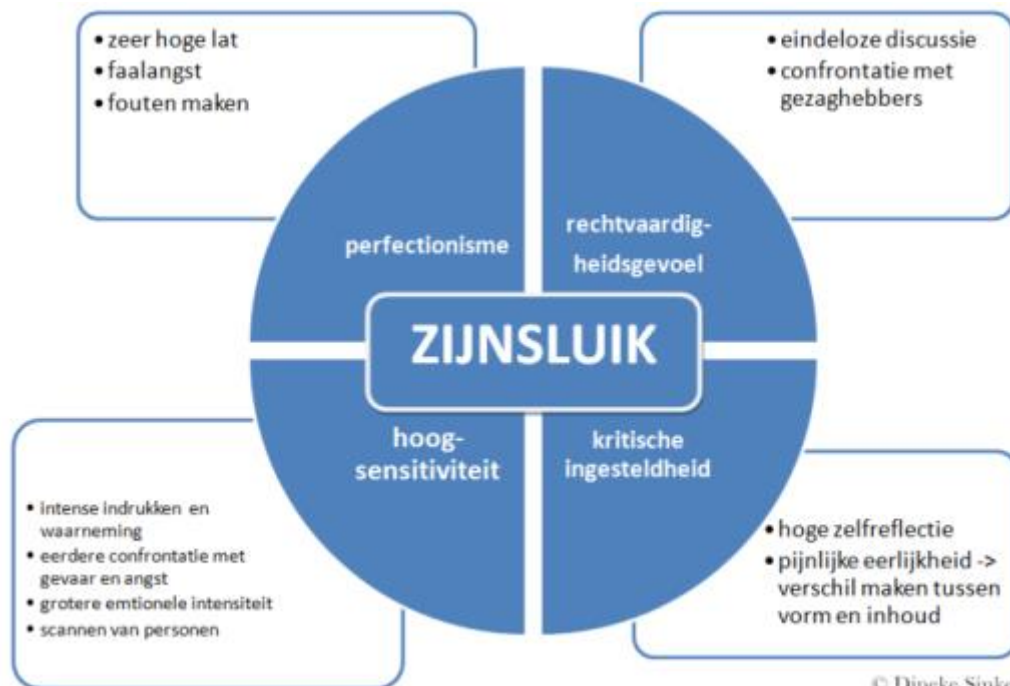 • zeer hoge lat
• faalangst
• fouten maken
• eindeloze discussie
• confrontatie met
gezaghebbers
perfectionisme
rechtvaardig-
heidsgevoel
ZIJNSLUIK
hoog-
sensitiviteit
kritische
ingesteldheid
• intense indrukken en
waarneming
• eerdere confrontatie met
gevaar en angst
• grotere emtionele intensiteit
• scannen van personen
• hoge zelfreflectie
• pijnlijke eerlijkheid ->
verschil maken tussen
vorm en inhoud
©